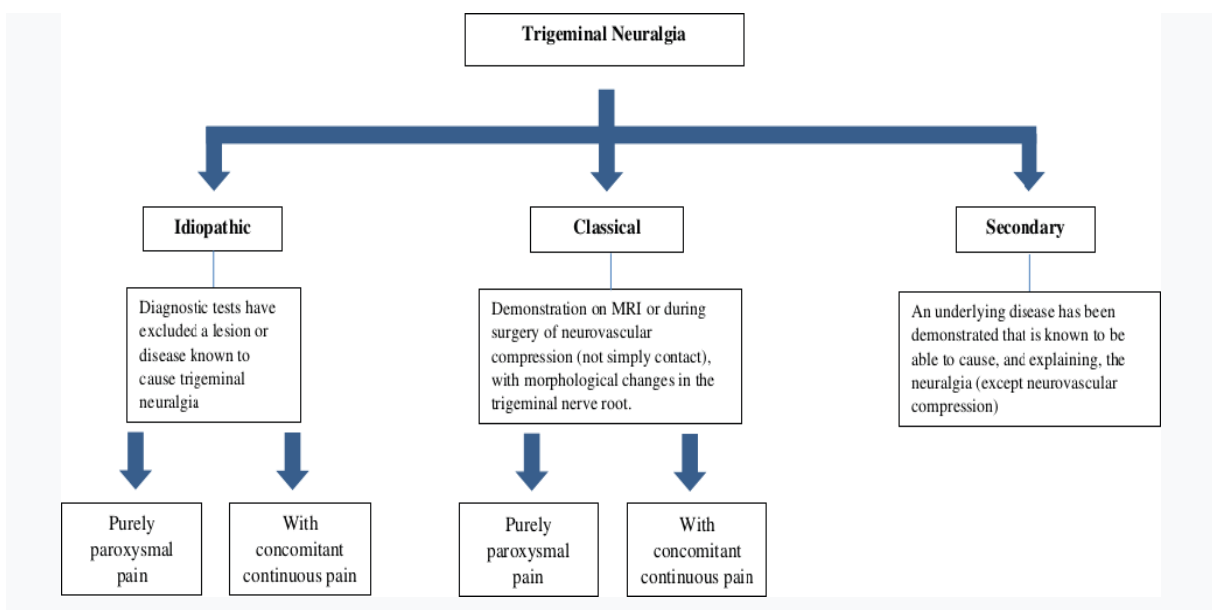 Trigeminal Neuralgia
Idiopathic
Classical
Secondary
Diagnostic tests have
excluded a lesion or
disease known to
cause trigeminal
neuralgia
Demonstration on MRI or during
surgery of neurovascular
compression (not simply contact),
with morphological changes in the
trigeminal nerve root.
An underlying disease has been
demonstrated that is known to be
able to cause, and explaining, the
neuralgia (except neurovascular
compression)
Purely
paroxysmal
pain
With
concomitant
continuous pain
Purely
paroxysmal
pain
With
concomitant
continuous pain